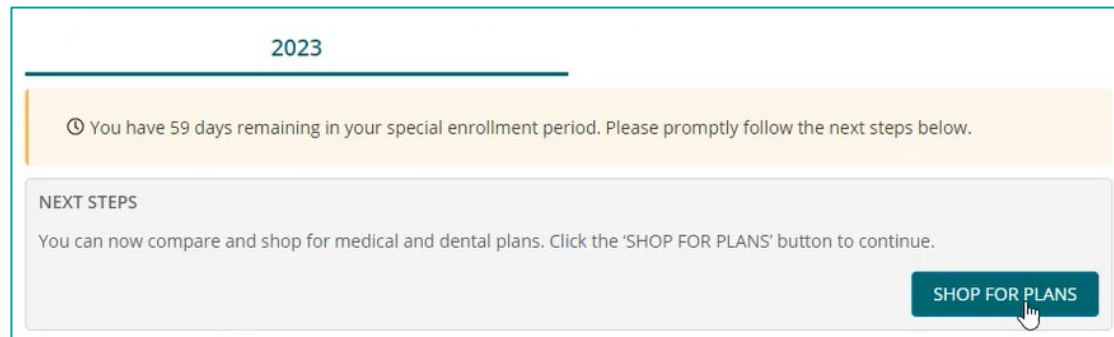 2023
You have 59 days remaining in your special enrollment period. Please promptly follow the next steps below.
NEXT STEPS
You can now compare and shop for medical and dental plans. Click the ‘SHOP FOR PLANS’ button to continue.
SHOP FOR PLANS